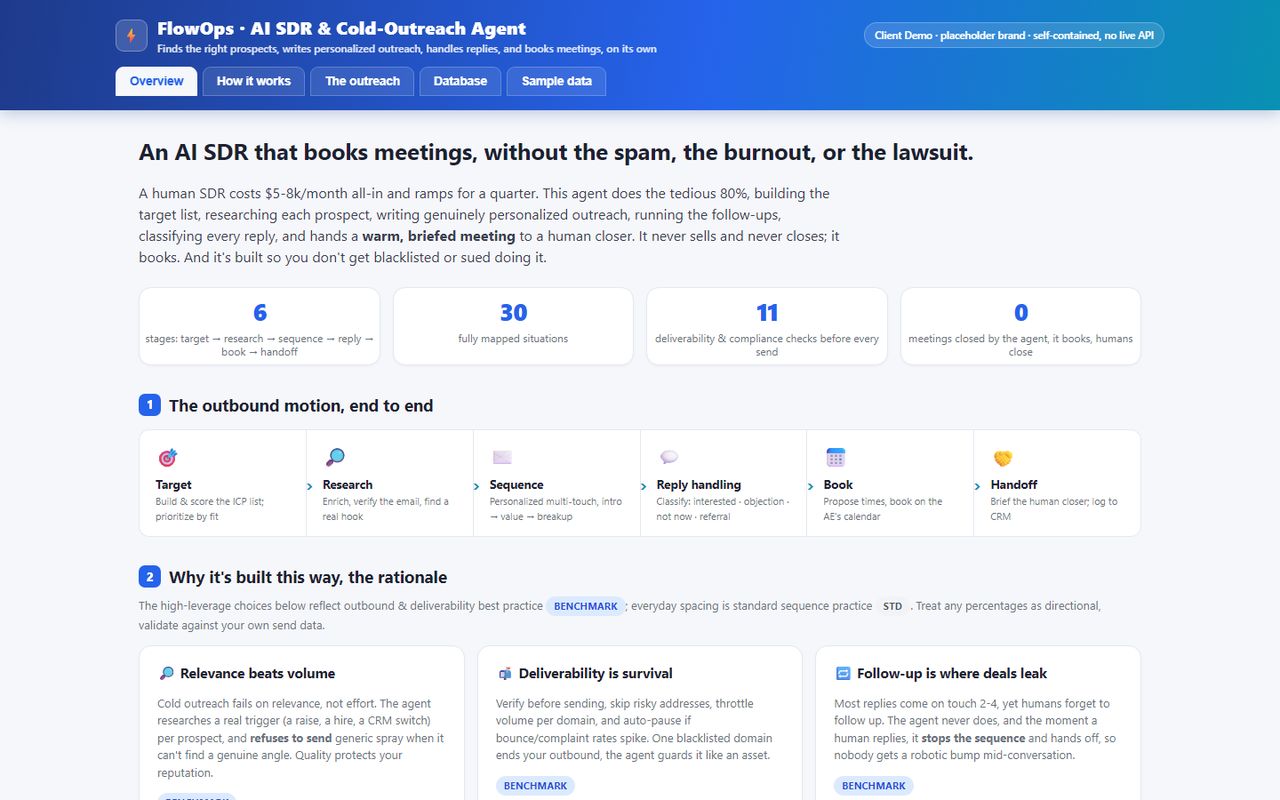 FlowOps · AI SDR & Cold-Outreach Agent
Finds the right prospects, writes personalized outreach, handles replies, and books meetings, on its own
Client Demo · placeholder brand · self-contained, no live API
Overview
How it works
The outreach
Database
Sample data
An AI SDR that books meetings, without the spam, the burnout, or the lawsuit.
A human SDR costs $5-8k/month all-in and ramps for a quarter. This agent does the tedious 80%, building the
target list, researching each prospect, writing genuinely personalized outreach, running the follow-ups,
classifying every reply, and hands a warm, briefed meeting to a human closer. It never sells and never closes; it
books. And it's built so you don't get blacklisted or sued doing it.
6
stages: target → research → sequence → reply →
book → handoff
30
fully mapped situations
11
deliverability & compliance checks before every
send
0
meetings closed by the agent, it books, humans
close
1 The outbound motion, end to end
Target
Build & score the ICP list;
prioritize by fit
›
Research
Enrich, verify the email, find a
real hook
›
Sequence
Personalized multi-touch, intro
→ value → breakup
›
Reply handling
Classify: interested · objection ·
not now · referral
›
Book
Propose times, book on the
AE's calendar
›
Handoff
Brief the human closer; log to
CRM
2 Why it's built this way, the rationale
The high-leverage choices below reflect outbound & deliverability best practice BENCHMARK; everyday spacing is standard sequence practice STD. Treat any percentages as directional,
validate against your own send data.
Relevance beats volume
Cold outreach fails on relevance, not effort. The agent
researches a real trigger (a raise, a hire, a CRM switch)
per prospect, and refuses to send generic spray when it
can't find a genuine angle. Quality protects your
reputation.
BENCHMARK
Deliverability is survival
Verify before sending, skip risky addresses, throttle
volume per domain, and auto-pause if
bounce/complaint rates spike. One blacklisted domain
ends your outbound, the agent guards it like an asset.
BENCHMARK
Follow-up is where deals leak
Most replies come on touch 2-4, yet humans forget to
follow up. The agent never does, and the moment a
human replies, it stops the sequence and hands off, so
nobody gets a robotic bump mid-conversation.
BENCHMARK